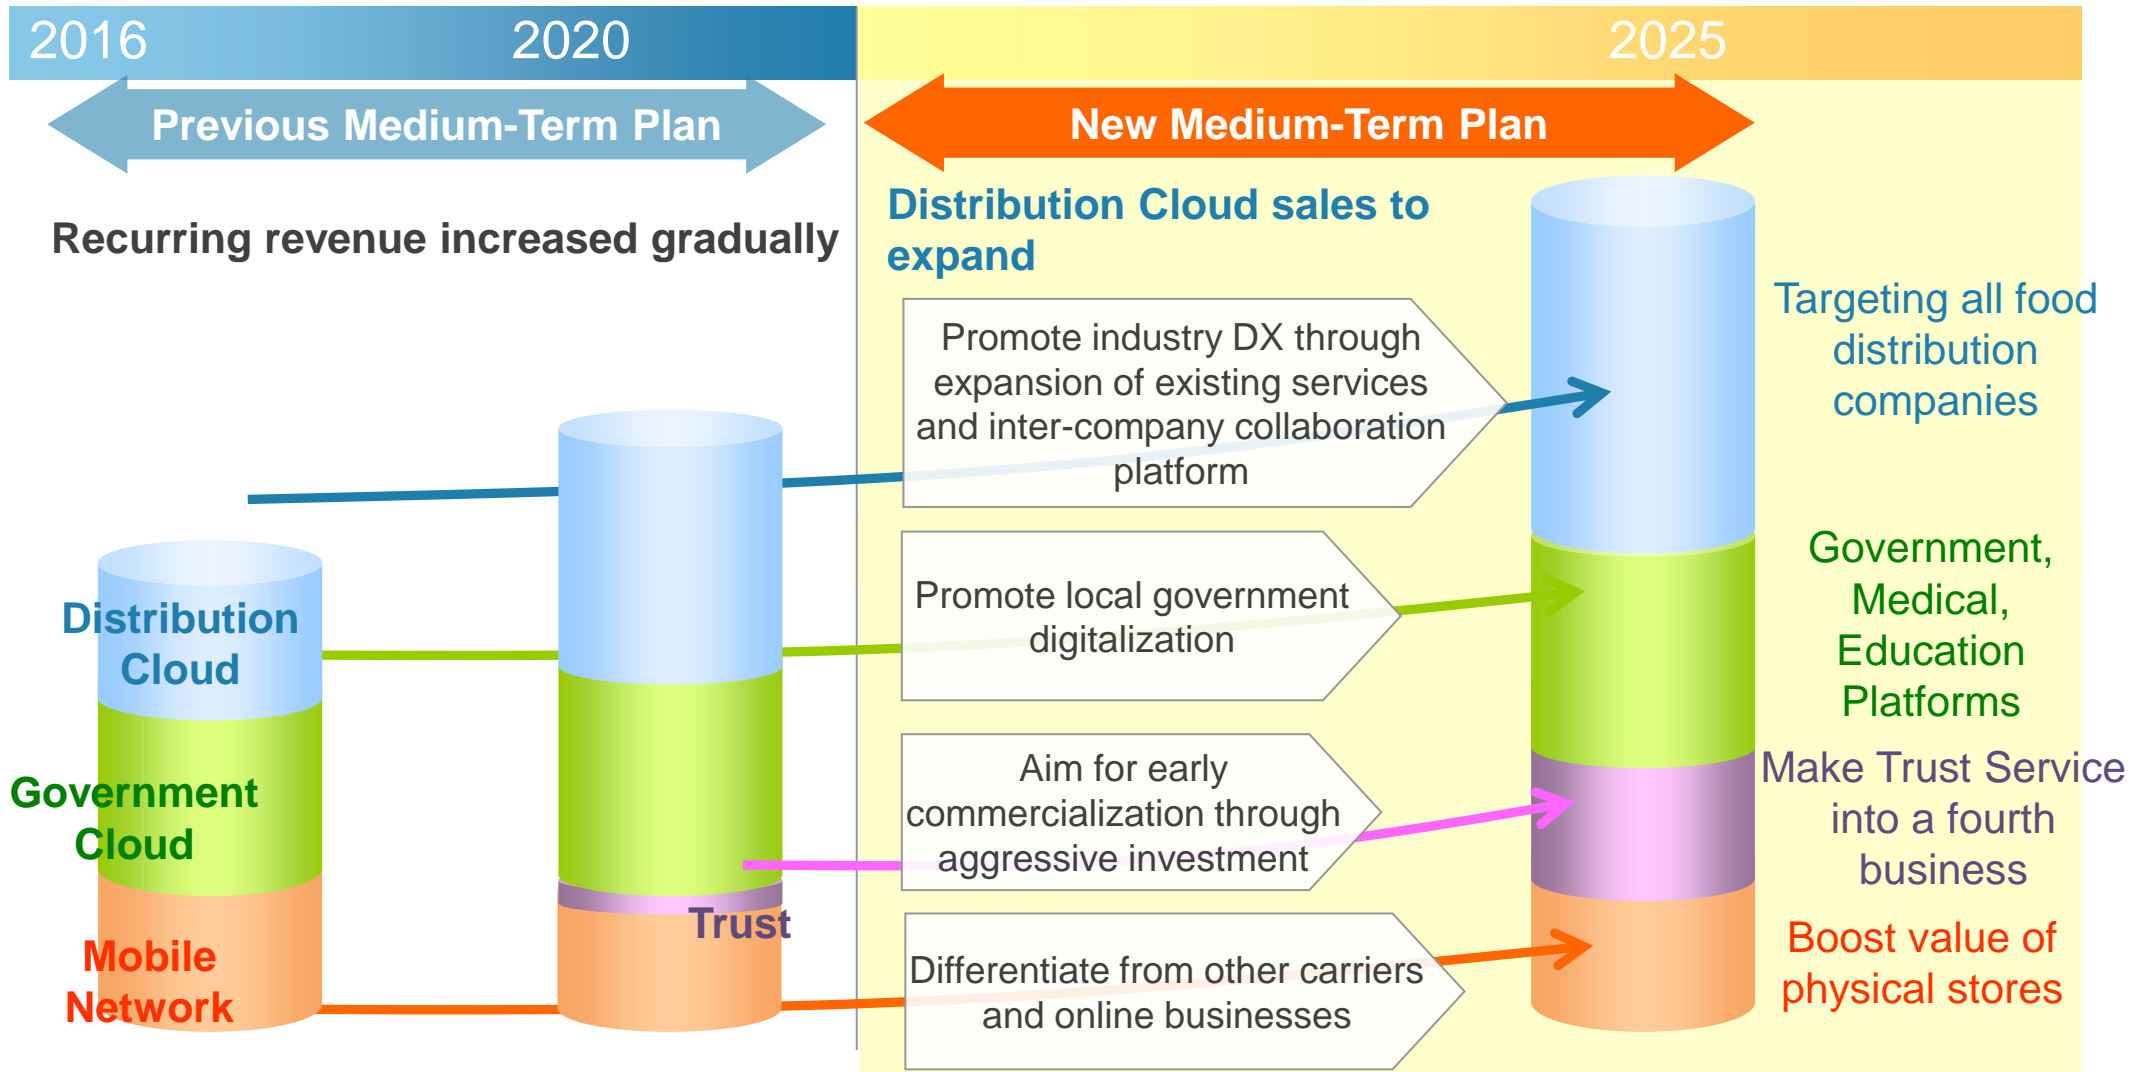 2016
2020
2025
Previous Medium-Term Plan
New Medium-Term Plan
Recurring revenue increased gradually
Distribution Cloud sales to
expand
Promote industry DX through
expansion of existing services
and inter-company collaboration
platform
Targeting all food
distribution
companies
Distribution
Cloud
Promote local government
digitalization
Government,
Medical,
Education
Platforms
Government
Cloud
Aim for early
commercialization through
aggressive investment
Make Trust Service
into a fourth
business
Trust
Mobile
Network
Differentiate from other carriers
and online businesses
Boost value of
physical stores